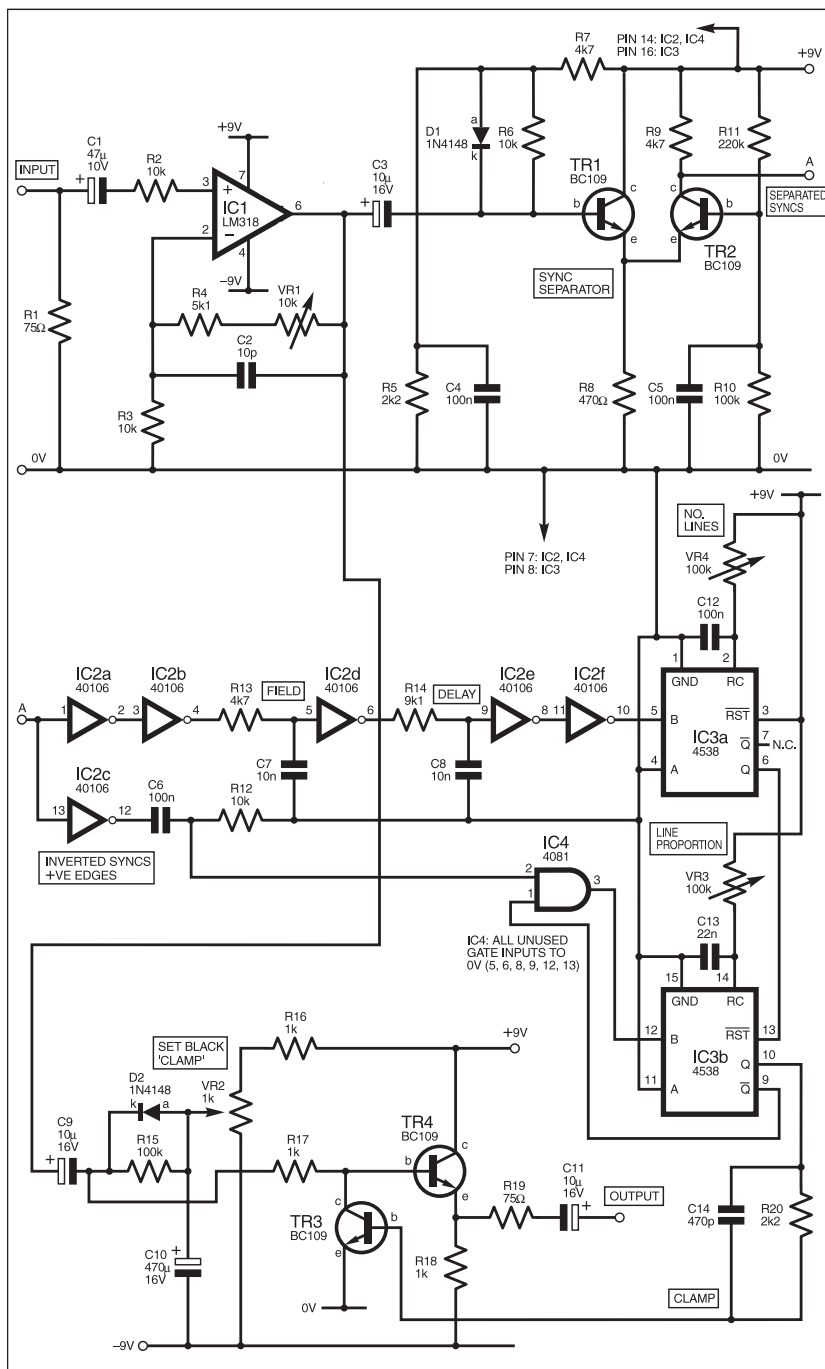 PIN 14: IC2, IC4
PIN 16: IC3
R7
4k7
+9V
+9V
C1
47µ
10V
R2
10k
INPUT
3
+
7
IC1
LM318
6
2
−
4
−9V
C3
10µ
16V
+
D1
1N4148
a
k
R6
10k
TR1
BC109
b
c
e
R9
4k7
R11
220k
A
SEPARATED
SYNCS
c
b
e
TR2
BC109
SYNC
SEPARATOR
R1
75Ω
R4
5k1
VR1
10k
C2
10p
R3
10k
R5
2k2
C4
100n
R8
470Ω
C5
100n
R10
100k
0V
0V
PIN 7: IC2, IC4
PIN 8: IC3
+9V
NO.
LINES
VR4
100k
C12
100n
1
2
GND
RC
RST
3
7
N.C.
Q
IC3a
4538
Q
6
5
B
4
A
A
IC2a
40106
1
2
IC2b
40106
3
4
R13
4k7
FIELD
IC2d
40106
5
6
R14
9k1
DELAY
IC2e
40106
9
8
IC2f
40106
11
10
C7
10n
C8
10n
IC2c
40106
13
12
C6
100n
R12
10k
INVERTED SYNCS
+VE EDGES
IC4
4081
2
1
3
IC4: ALL UNUSED
GATE INPUTS TO
0V (5, 6, 8, 9, 12, 13)
LINE
PROPORTION
VR3
100k
C13
22n
15
14
GND
RC
12
B
RST
13
IC3b
4538
Q
10
Q
9
11
A
R16
1k
+9V
SET BLACK
'CLAMP'
D2
1N4148
k
a
VR2
1k
C9
10µ
16V
+
R15
100k
R17
1k
TR4
BC109
b
c
e
TR3
BC109
c
b
e
R19
75Ω
C11
10µ
16V
+
OUTPUT
C10
470µ
16V
+
R18
1k
0V
C14
470p
R20
2k2
CLAMP
−9V